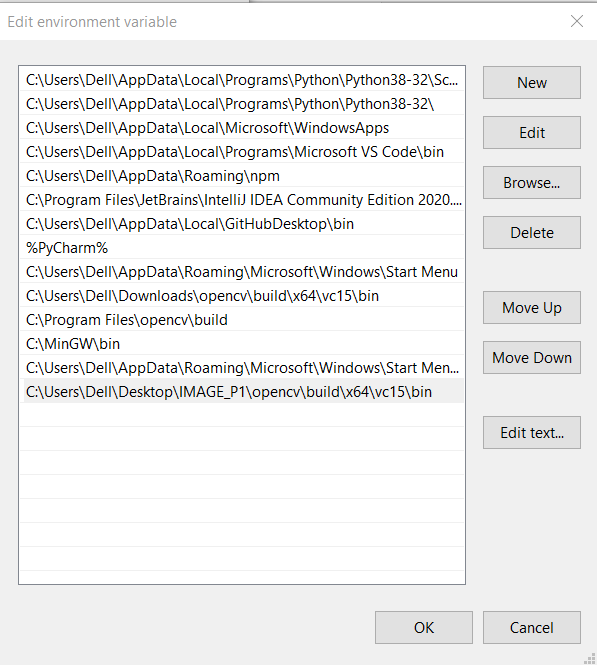 Edit environment variable
C:\Users\Dell\AppData\Local\Programs\Python\Python38-32\Sc...
C:\Users\Dell\AppData\Local\Programs\Python\Python38-32\
C:\Users\Dell\AppData\Local\Microsoft\WindowsApps
C:\Users\Dell\AppData\Local\Programs\Microsoft VS Code\bin
C:\Users\Dell\AppData\Roaming\npm
C:\Program Files\JetBrains\IntelliJ IDEA Community Edition 2020....
C:\Users\Dell\AppData\Local\GitHubDesktop\bin
%PyCharm%
C:\Users\Dell\AppData\Roaming\Microsoft\Windows\Start Menu
C:\Users\Dell\Downloads\opencv\build\x64\vc15\bin
C:\Program Files\opencv\build
C:\MinGW\bin
C:\Users\Dell\AppData\Roaming\Microsoft\Windows\Start Men...
C:\Users\Dell\Desktop\IMAGE_P1\opencv\build\x64\vc15\bin
New
Edit
Browse...
Delete
Move Up
Move Down
Edit text...
OK
Cancel